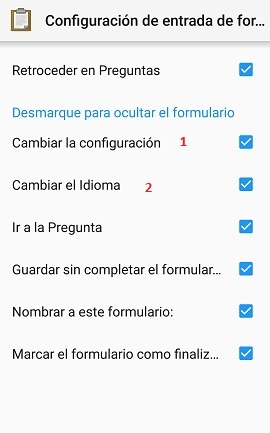 Configuración de entrada de for...
Retroceder en Preguntas
Desmarque para ocultar el formulario
Cambiar la configuración 1
Cambiar el Idioma 2
Ir a la Pregunta
Guardar sin completar el formular...
Nombrar a este formulario:
Marcar el formulario como finaliz...